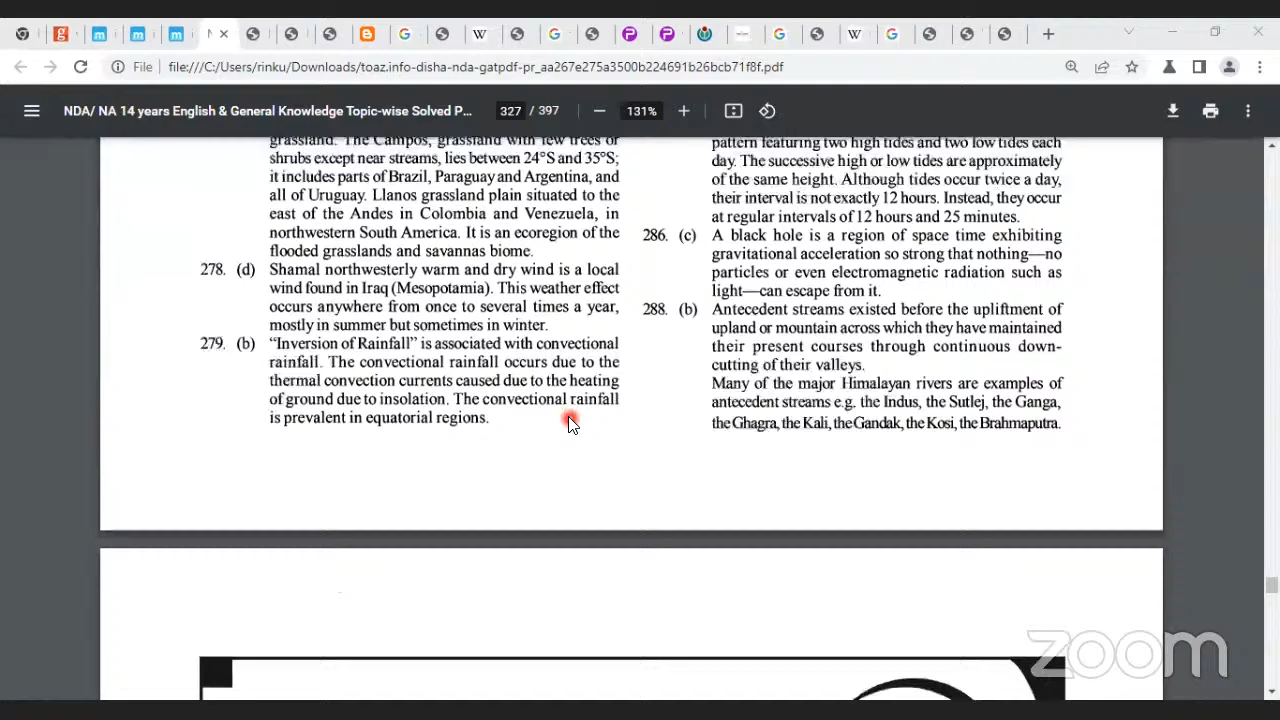 N
File
file:///C:/Users/rinku/Downloads/toaz.info-disha-nda-gatpdf-pr_aa267e275a3500b224691b26bcb71f8f.pdf
NDA/ NA 14 years English & General Knowledge Topic-wise Solved P...
327 / 397
131%
grassland. The Campos, grassland with few trees or
shrubs except near streams, lies between 24°S and 35°S;
it includes parts of Brazil, Paraguay and Argentina, and
all of Uruguay. Llanos grassland plain situated to the
east of the Andes in Colombia and Venezuela, in
northwestern South America. It is an ecoregion of the
flooded grasslands and savannas biome.
278. (d) Shamal northwesterly warm and dry wind is a local
wind found in Iraq (Mesopotamia). This weather effect
occurs anywhere from once to several times a year,
mostly in summer but sometimes in winter.
279. (b) “Inversion of Rainfall” is associated with convectional
rainfall. The convectional rainfall occurs due to the
thermal convection currents caused due to the heating
of ground due to insolation. The convectional rainfall
is prevalent in equatorial regions.
pattern featuring two high tides and two low tides each
day. The successive high or low tides are approximately
of the same height. Although tides occur twice a day,
their interval is not exactly 12 hours. Instead, they occur
at regular intervals of 12 hours and 25 minutes.
286. (c) A black hole is a region of space time exhibiting
gravitational acceleration so strong that nothing—no
particles or even electromagnetic radiation such as
light—can escape from it.
288. (b) Antecedent streams existed before the upliftment of
upland or mountain across which they have maintained
their present courses through continuous down-
cutting of their valleys.
Many of the major Himalayan rivers are examples of
antecedent streams e.g. the Indus, the Sutlej, the Ganga,
the Ghagra, the Kali, the Gandak, the Kosi, the Brahmaputra.
zoom